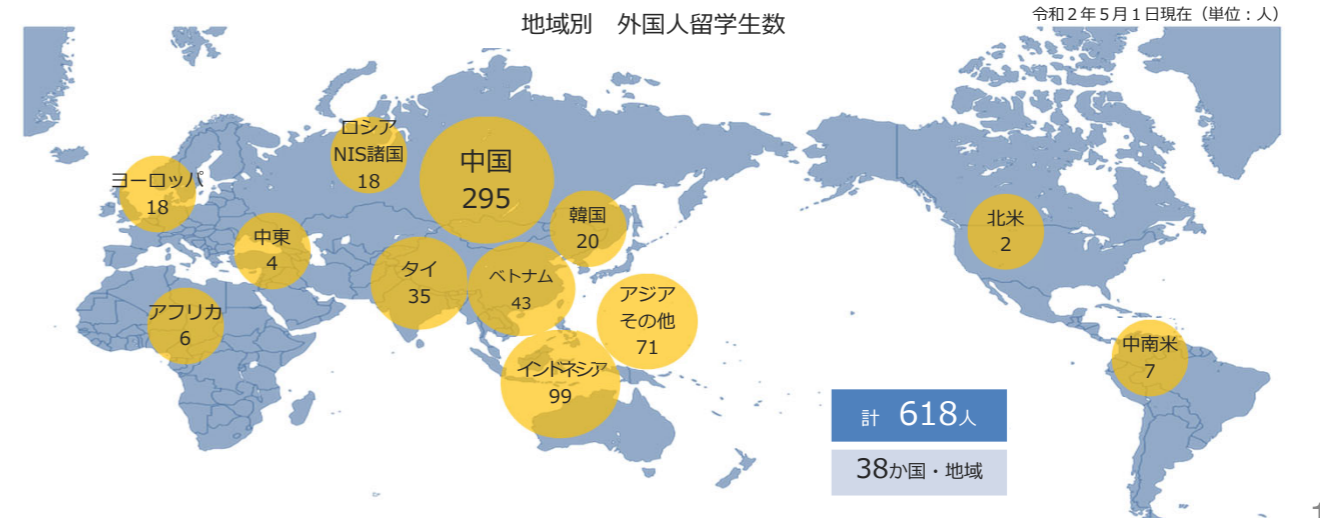 地域別　外国人留学生数
令和２年５月１日現在（単位：人）
ロシア
NIS諸国
18
中国
295
ヨーロッパ
18
韓国
20
北米
2
中東
4
タイ
35
ベトナム
43
アジア
その他
71
アフリカ
6
中南米
7
インドネシア
99
計　618人
38か国・地域